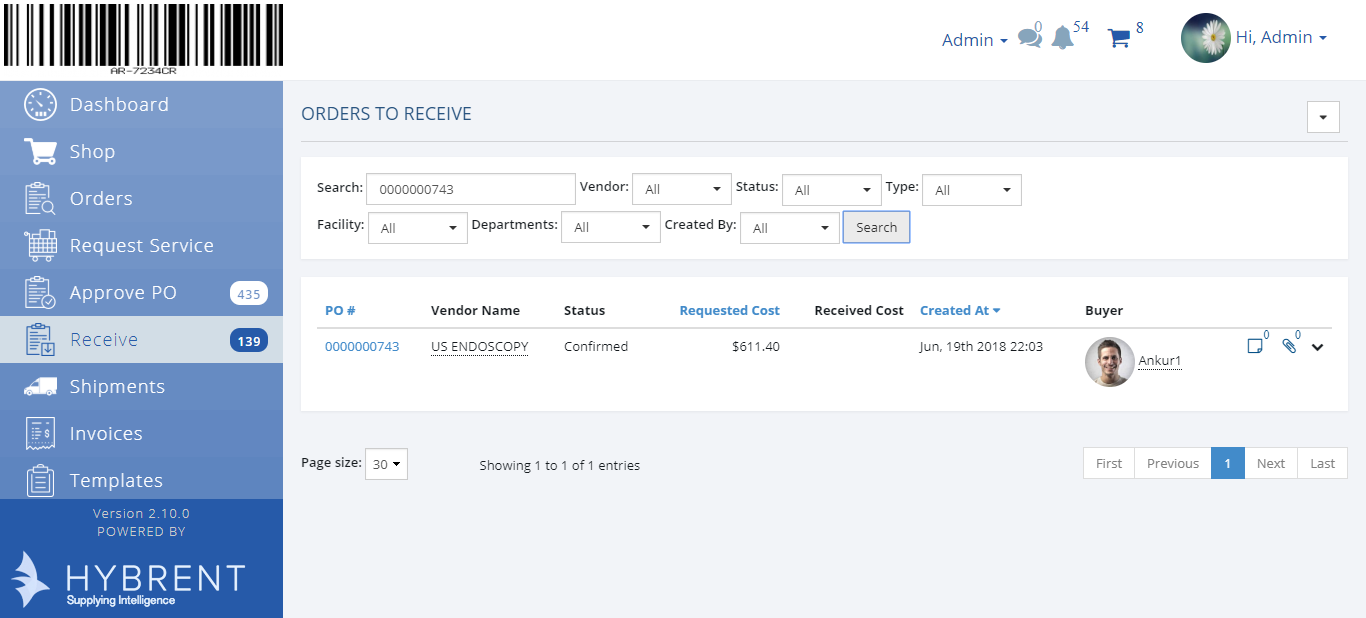 AR-7234CR
Admin 0 54 8 Hi, Admin
Dashboard
Shop
Orders
Request Service
Approve PO 435
Receive 139
Shipments
Invoices
Templates
Version 2.10.0
POWERED BY
HYBRENT
Supplying Intelligence
ORDERS TO RECEIVE
Search: 0000000743 Vendor: All Status: All Type: All
Facility: All Departments: All Created By: All Search
PO # Vendor Name Status Requested Cost Received Cost Created At Buyer
0000000743 US ENDOSCOPY Confirmed $611.40 Jun, 19th 2018 22:03 Ankur1 0 0
Page size: 30 Showing 1 to 1 of 1 entries First Previous 1 Next Last